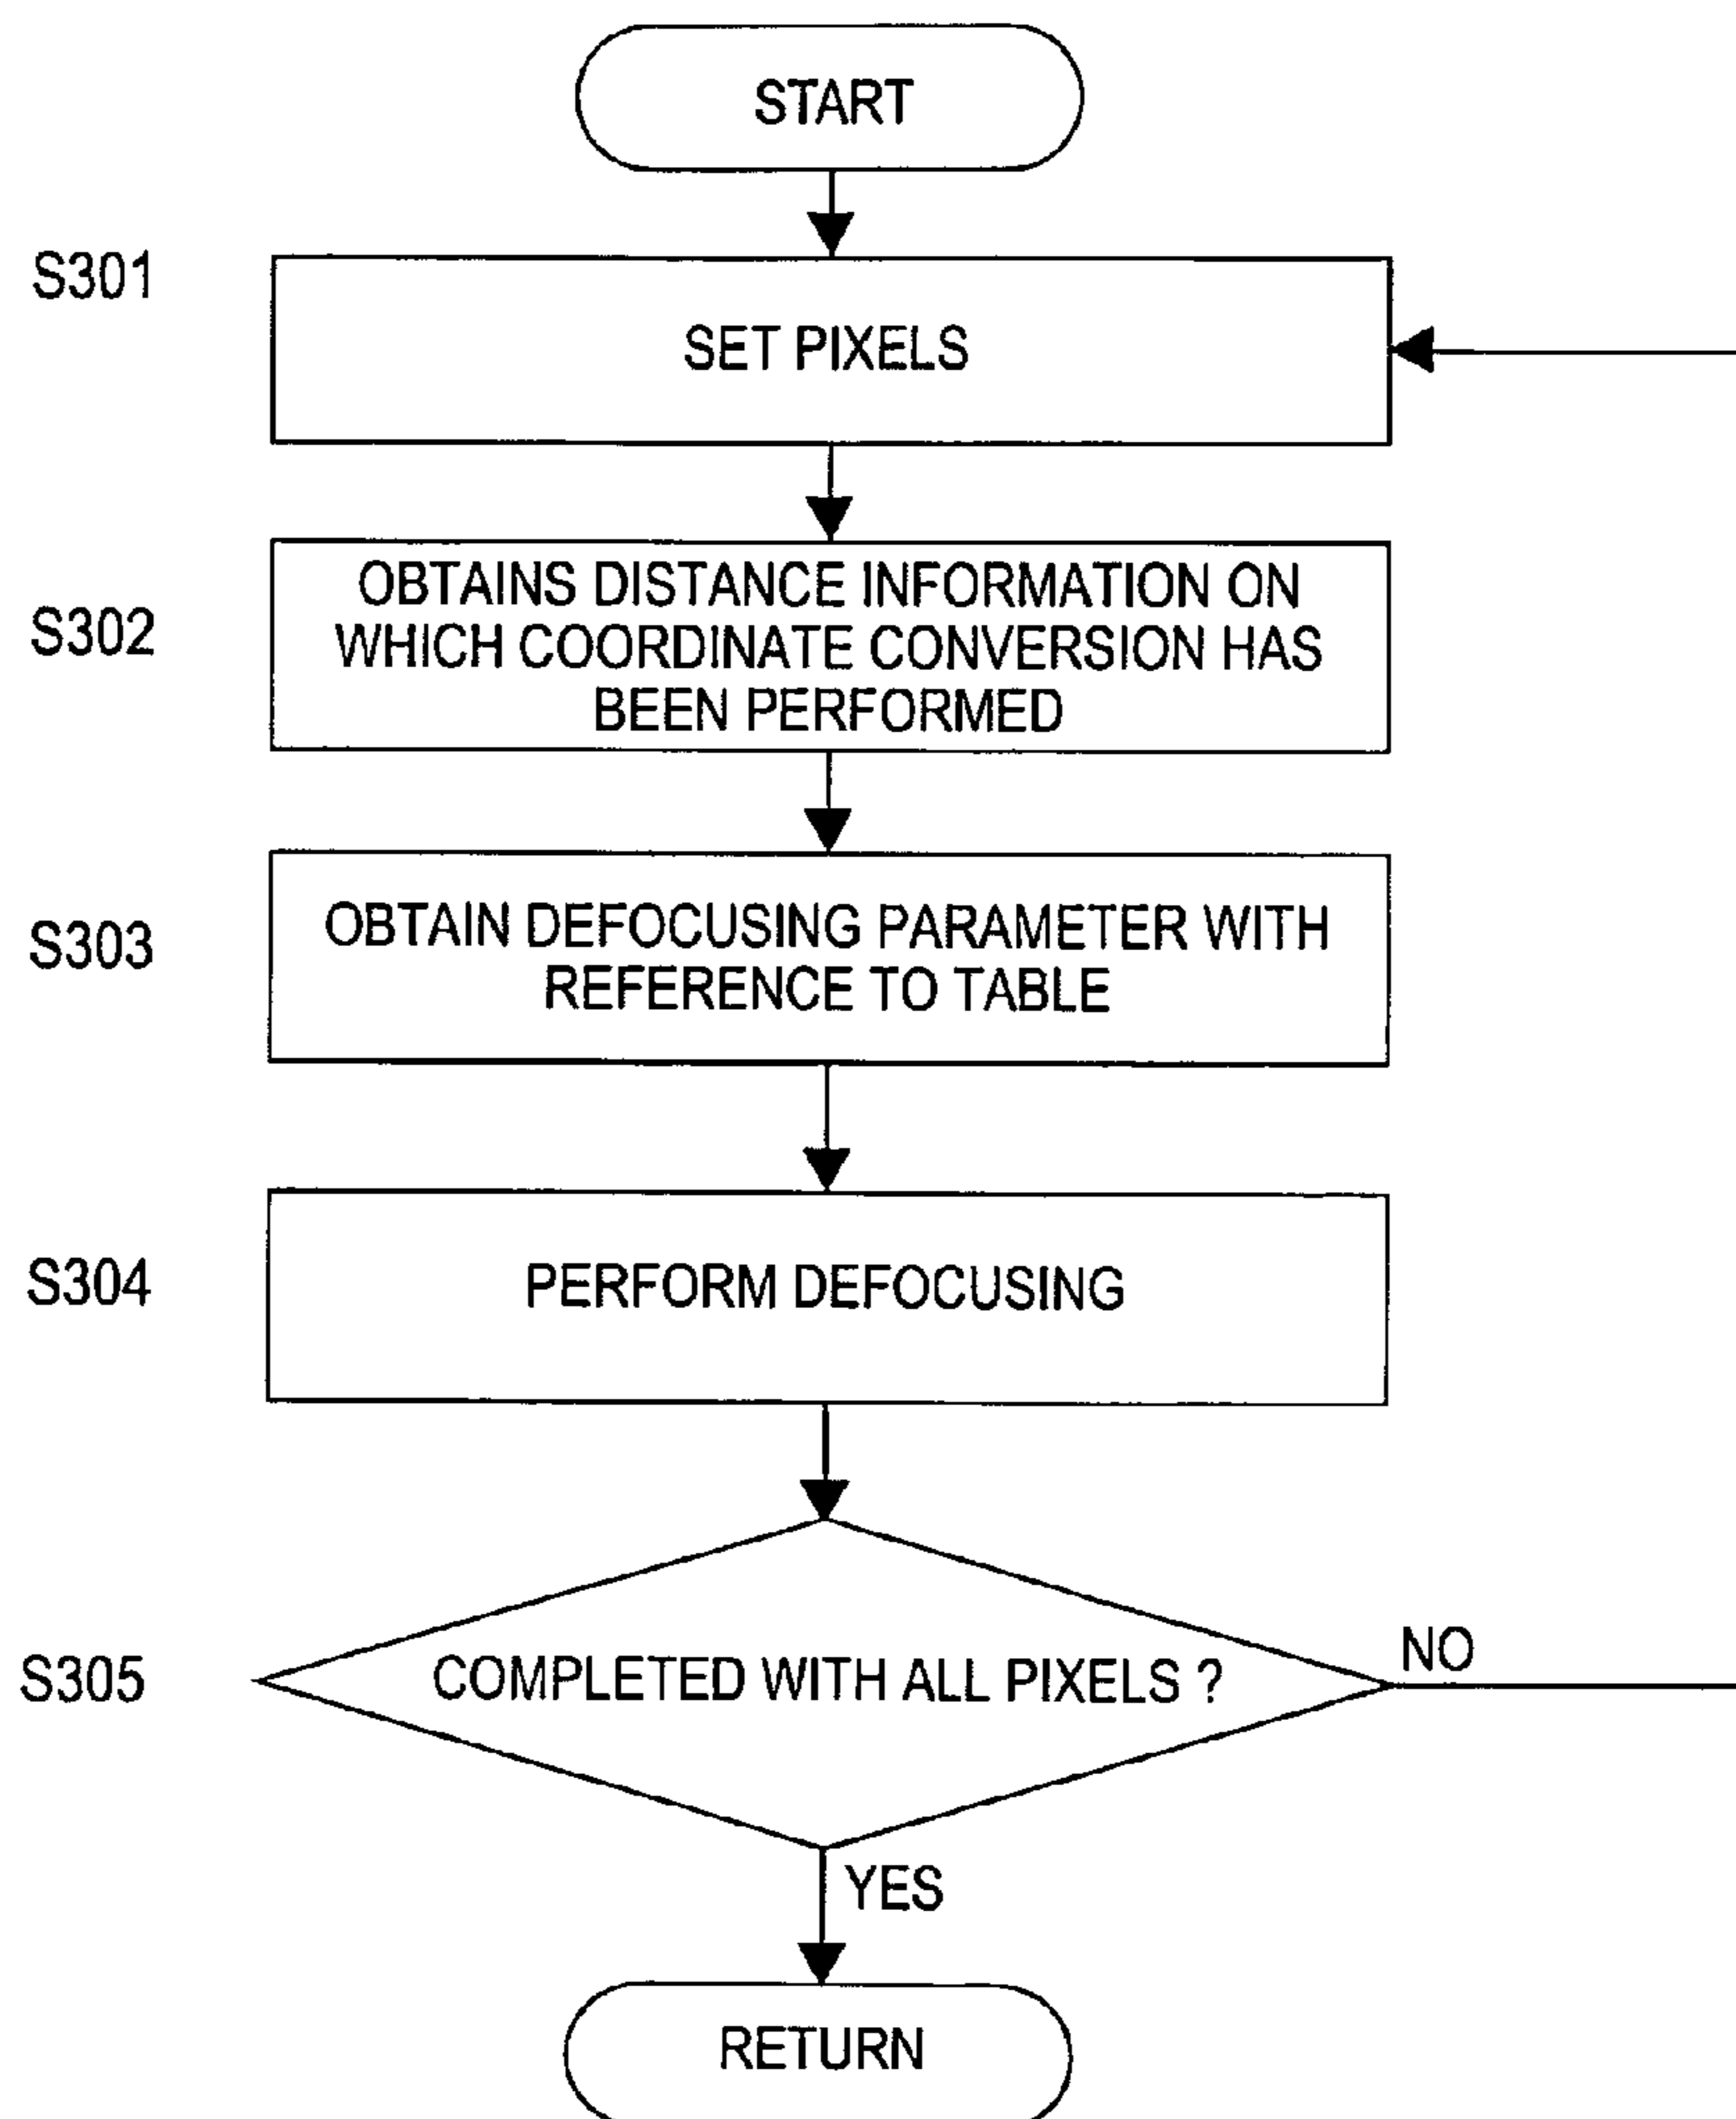 START
S301
SET PIXELS
S302
OBTAINS DISTANCE INFORMATION ON
WHICH COORDINATE CONVERSION HAS
BEEN PERFORMED
S303
OBTAIN DEFOCUSING PARAMETER WITH
REFERENCE TO TABLE
S304
PERFORM DEFOCUSING
S305
COMPLETED WITH ALL PIXELS ?
NO
YES
RETURN